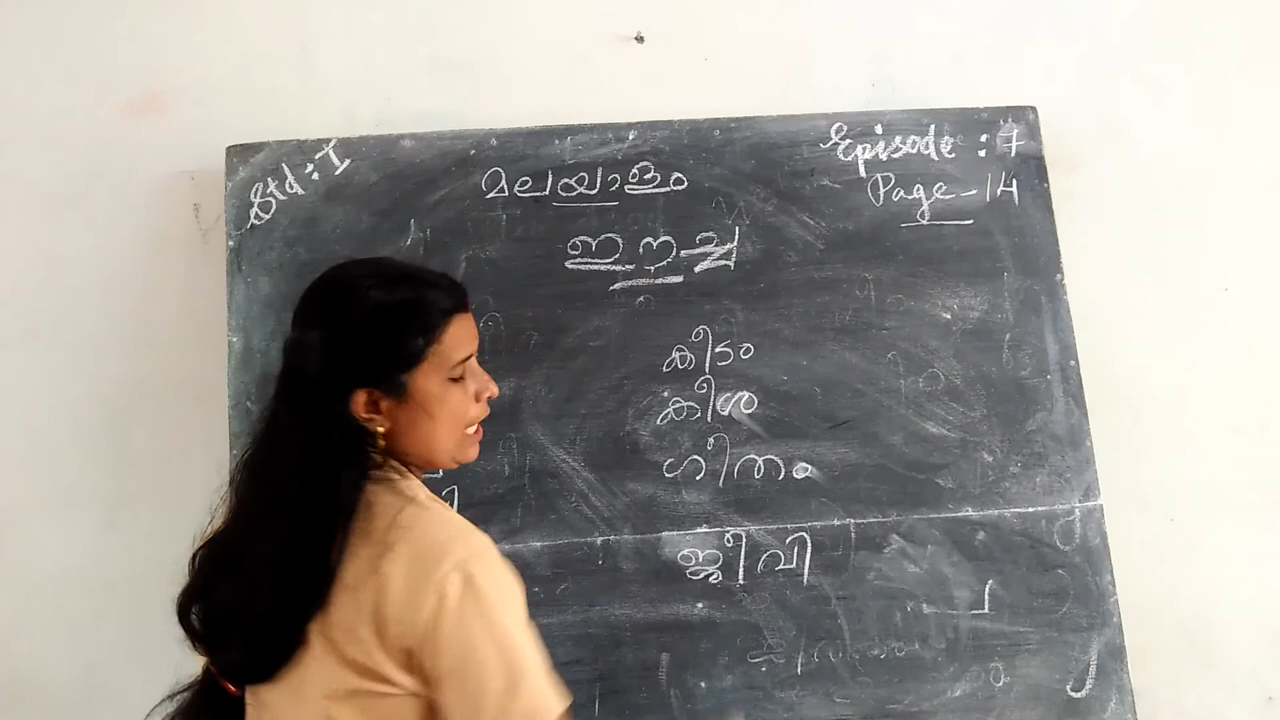 Std: I
Episode : 7
മലയാളം
Page-14
ഈച്ച
കീടം
കീശ
ഗീതം
ജീവി